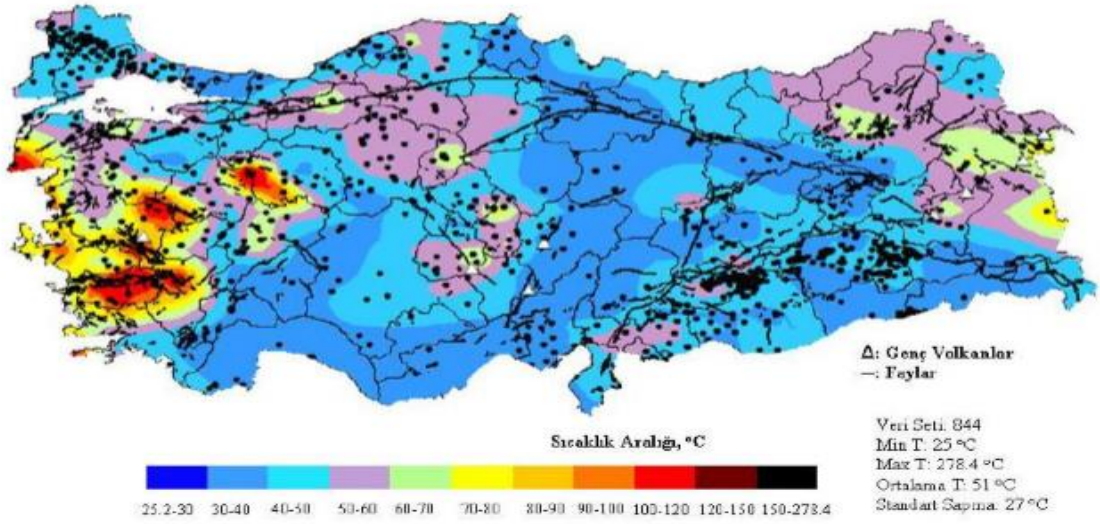 Δ: Genç Volkanlar
—: Faylar
Sıcaklık Aralığı, °C
25.2-30 30-40 40-50 50-60 60-70 70-80 80-90 90-100 100-120 120-150 150-278.4
Veri Seti: 844
Min T: 25 °C
Max T: 278.4 °C
Ortalama T: 51 °C
Standart Sapma: 27 °C